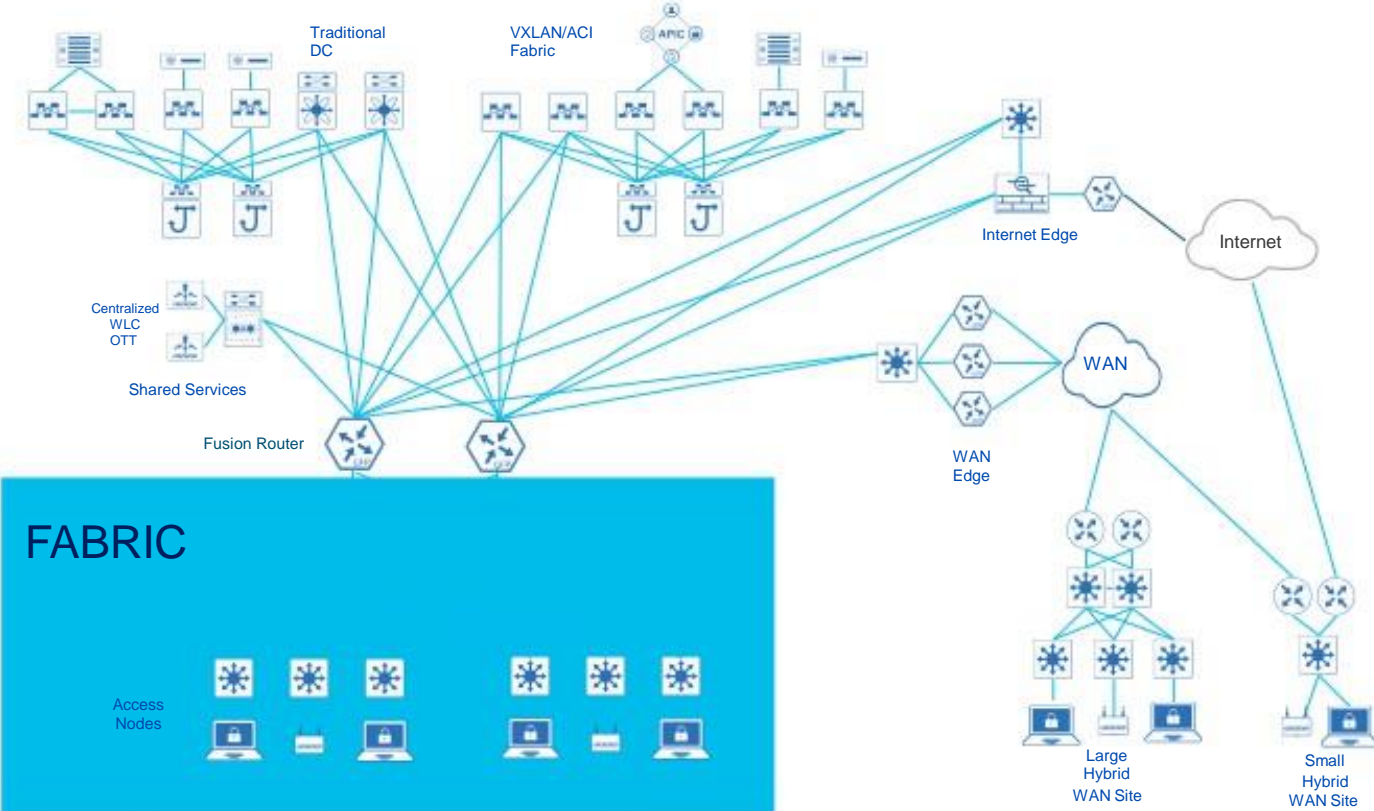 Traditional
DC
VXLAN/ACI
Fabric
APIC
Internet Edge
Internet
Centralized
WLC
OTT
Shared Services
WAN
Fusion Router
WAN
Edge
FABRIC
Access
Nodes
Large
Hybrid
WAN Site
Small
Hybrid
WAN Site